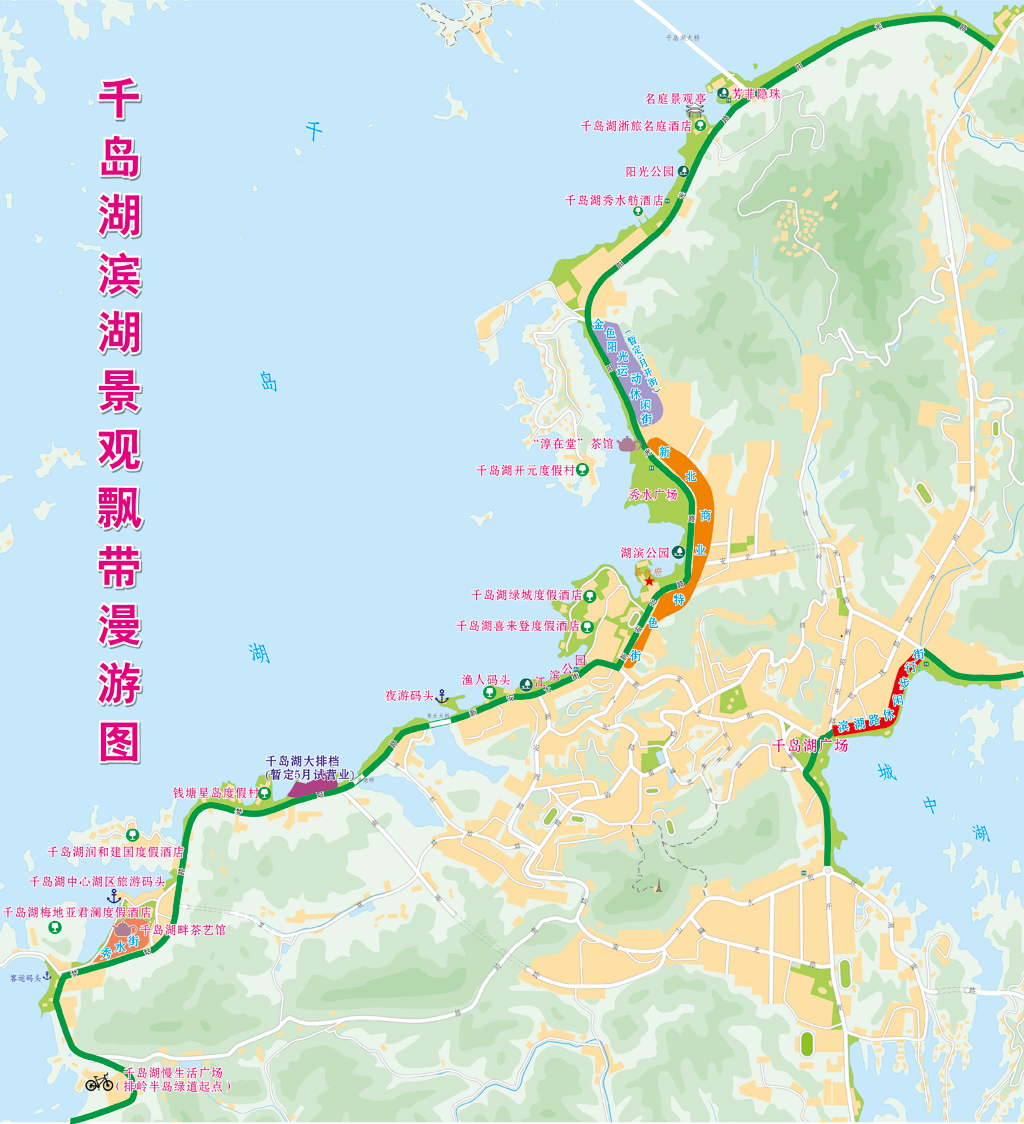 千岛湖滨湖景观飘带漫游图
千岛湖大桥
芳菲隐珠
名庭景观亭
千岛湖浙旅名庭酒店
阳光公园
千岛湖秀水舫酒店
千
岛
湖
金色阳光运动休闲街
(暂定5月开街)
“淳在堂”茶馆
新北商业特色街
千岛湖开元度假村
秀水广场
湖滨公园
县政府
千岛湖绿城度假酒店
千岛湖喜来登度假酒店
江滨公园
渔人码头
夜游码头
滨湖路休闲步行街
千岛湖广场
城中湖
千岛湖大排档
(暂定5月试营业)
钱塘星岛度假村
千岛湖润和建国度假酒店
千岛湖中心湖区旅游码头
千岛湖梅地亚君澜度假酒店
千岛湖畔茶艺馆
秀水街
客运码头
千岛湖慢生活广场
(排岭半岛绿道起点)